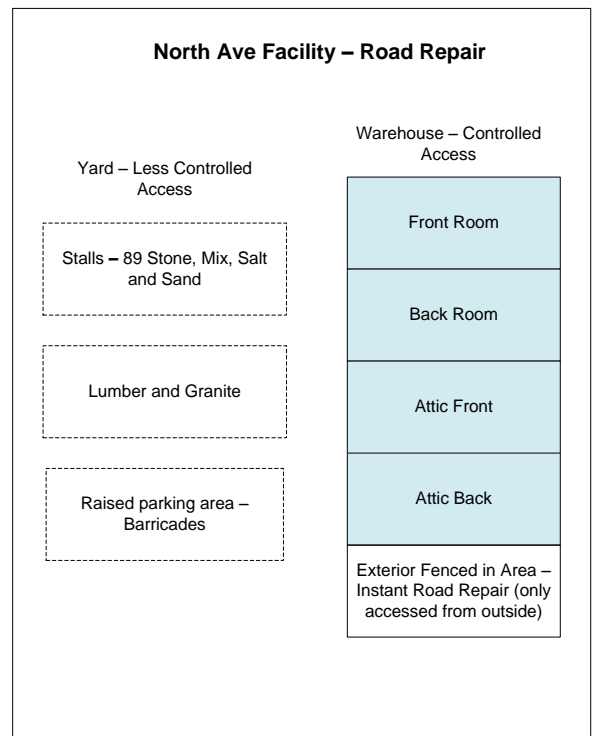 North Ave Facility – Road Repair
Yard – Less Controlled
Access
Stalls – 89 Stone, Mix, Salt
and Sand
Lumber and Granite
Raised parking area –
Barricades
Warehouse – Controlled
Access
Front Room
Back Room
Attic Front
Attic Back
Exterior Fenced in Area –
Instant Road Repair (only
accessed from outside)